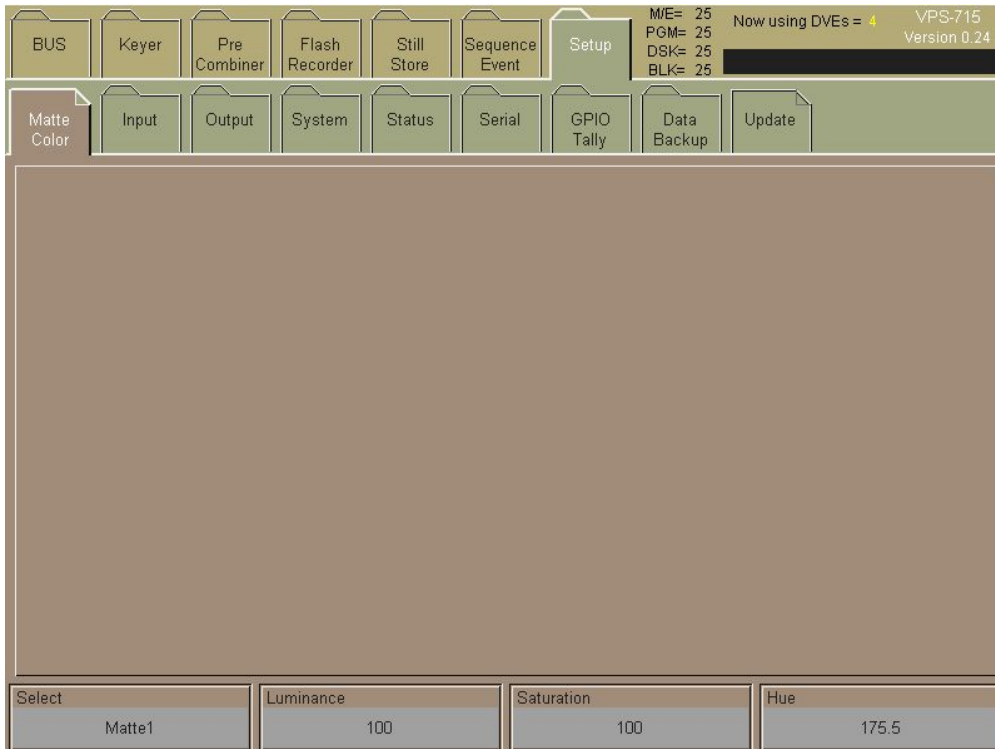 BUS
Keyer
Pre
Combiner
Flash
Recorder
Still
Store
Sequence
Event
Setup
M/E= 25
PGM= 25
DSK= 25
BLK= 25
Now using DVEs = 4
VPS-715
Version 0.24
Matte
Color
Input
Output
System
Status
Serial
GPIO
Tally
Data
Backup
Update
Select
Matte1
Luminance
100
Saturation
100
Hue
175.5